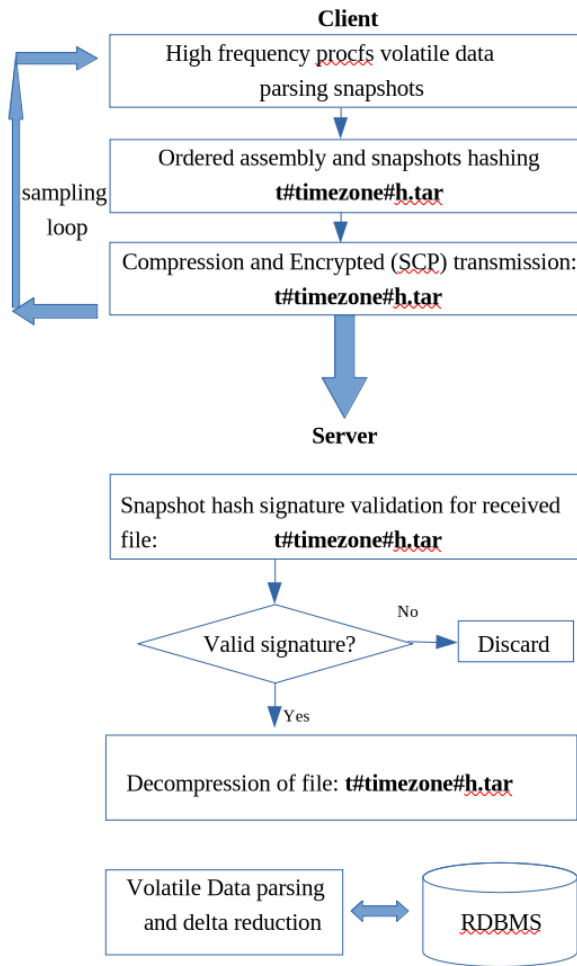 Client
High frequency procfs volatile data
parsing snapshots
Ordered assembly and snapshots hashing
t#timezone#h.tar
sampling
loop
Compression and Encrypted (SCP) transmission:
t#timezone#h.tar
Server
Snapshot hash signature validation for received
file: t#timezone#h.tar
No
Valid signature?
Discard
Yes
Decompression of file: t#timezone#h.tar
Volatile Data parsing
and delta reduction
RDBMS